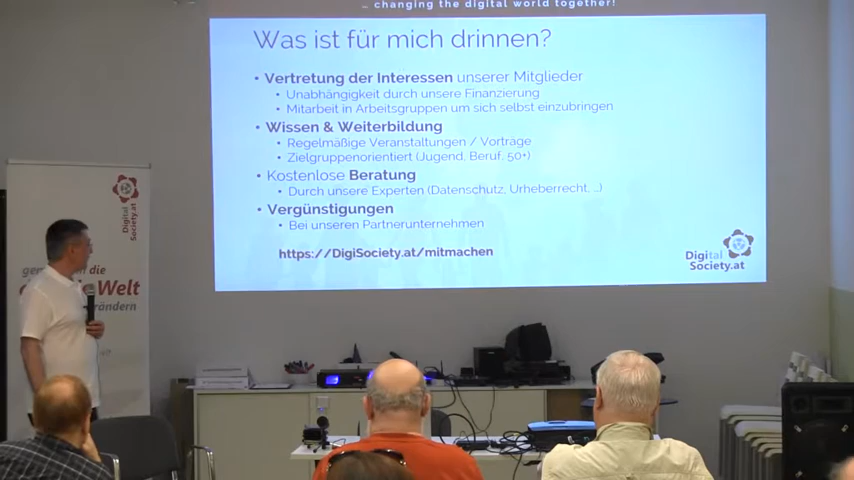 … changing the digital world together!
Was ist für mich drinnen?
• Vertretung der Interessen unserer Mitglieder
• Unabhängigkeit durch unsere Finanzierung
• Mitarbeit in Arbeitsgruppen um sich selbst einzubringen
• Wissen & Weiterbildung
• Regelmäßige Veranstaltungen / Vorträge
• Zielgruppenorientiert (Jugend, Beruf, 50+)
• Kostenlose Beratung
• Durch unsere Experten (Datenschutz, Urheberrecht, …)
• Vergünstigungen
• Bei unseren Partnerunternehmen
https://DigiSociety.at/mitmachen
Digital
Society.at
Digital
Society.at
die
Welt